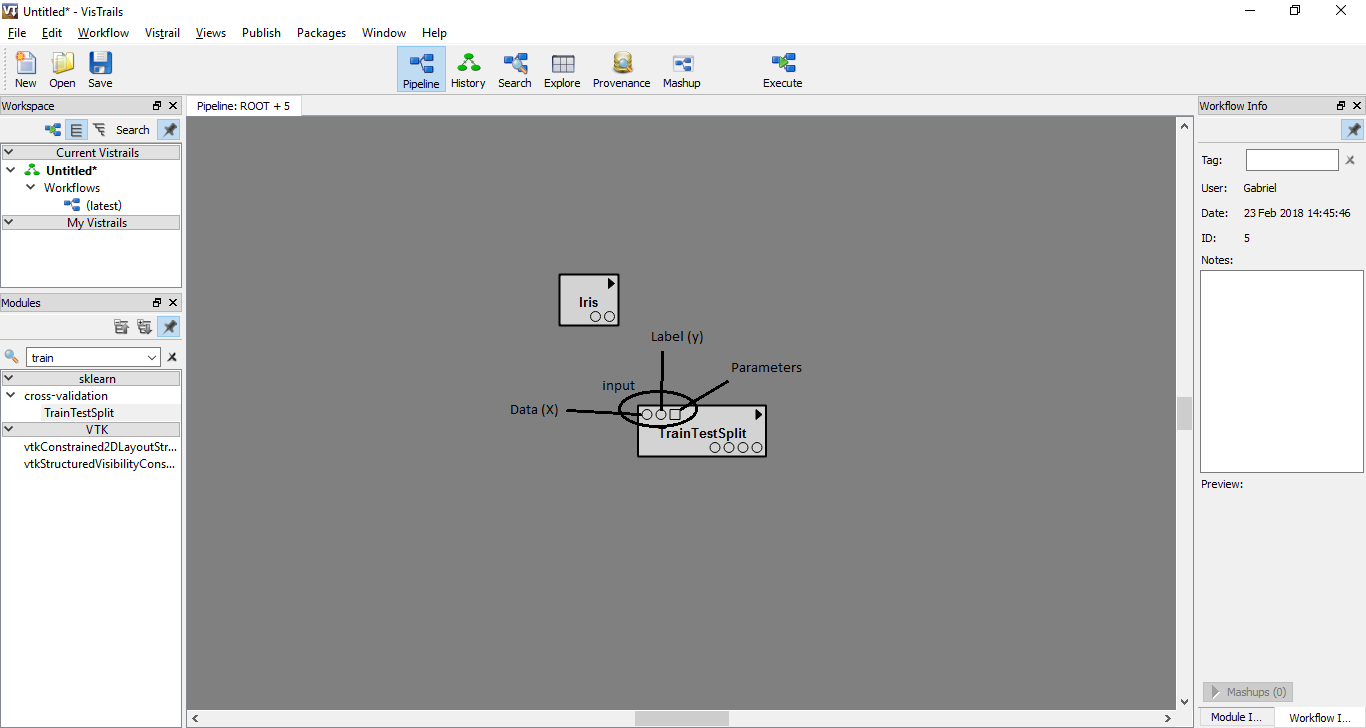 Untitled* - VisTrails
File Edit Workflow Vistrail Views Publish Packages Window Help
New Open Save Pipeline History Search Explore Provenance Mashup Execute
Workspace
Search
Current Vistrails
Untitled*
Workflows
(latest)
My Vistrails
Modules
train
sklearn
cross-validation
TrainTestSplit
VTK
vtkConstrained2DLayoutStr...
vtkStructuredVisibilityCons...
Pipeline: ROOT + 5
Iris
Label (y)
Parameters
input
Data (X)
TrainTestSplit
Workflow Info
Tag:
User: Gabriel
Date: 23 Feb 2018 14:45:46
ID: 5
Notes:
Preview:
Mashups (0)
Module I... Workflow I...